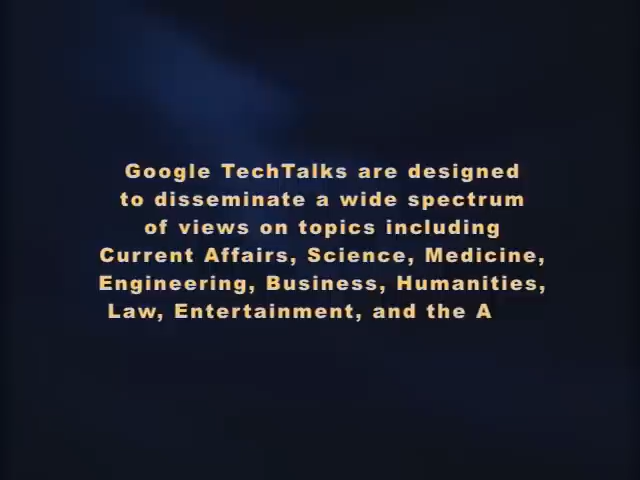 Google TechTalks are designed
to disseminate a wide spectrum
of views on topics including
Current Affairs, Science, Medicine,
Engineering, Business, Humanities,
Law, Entertainment, and the A